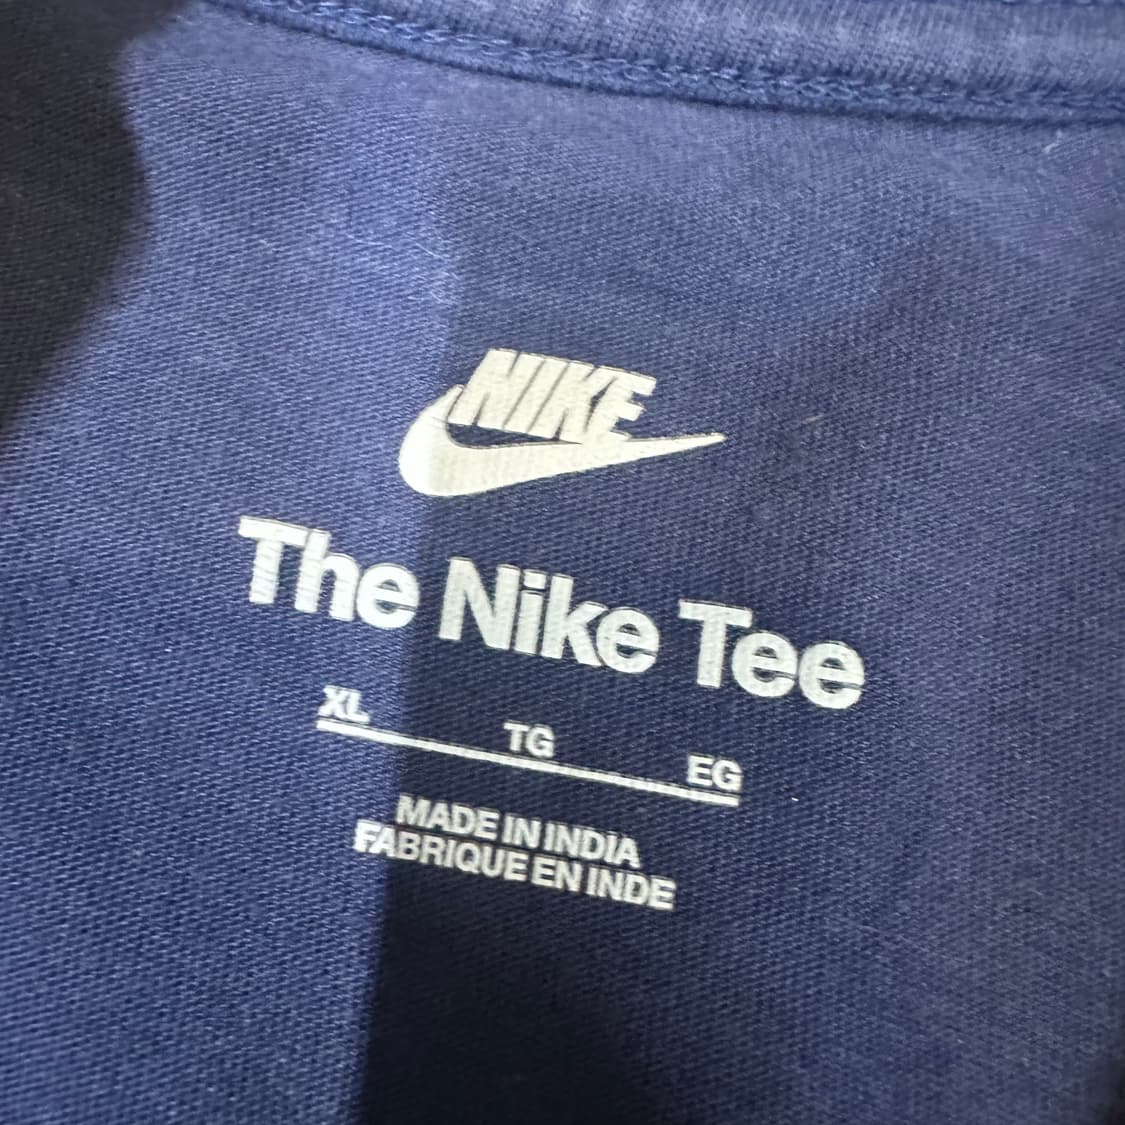 NIKE
The Nike Tee
XL TG EG
MADE IN INDIA
FABRIQUE EN INDE